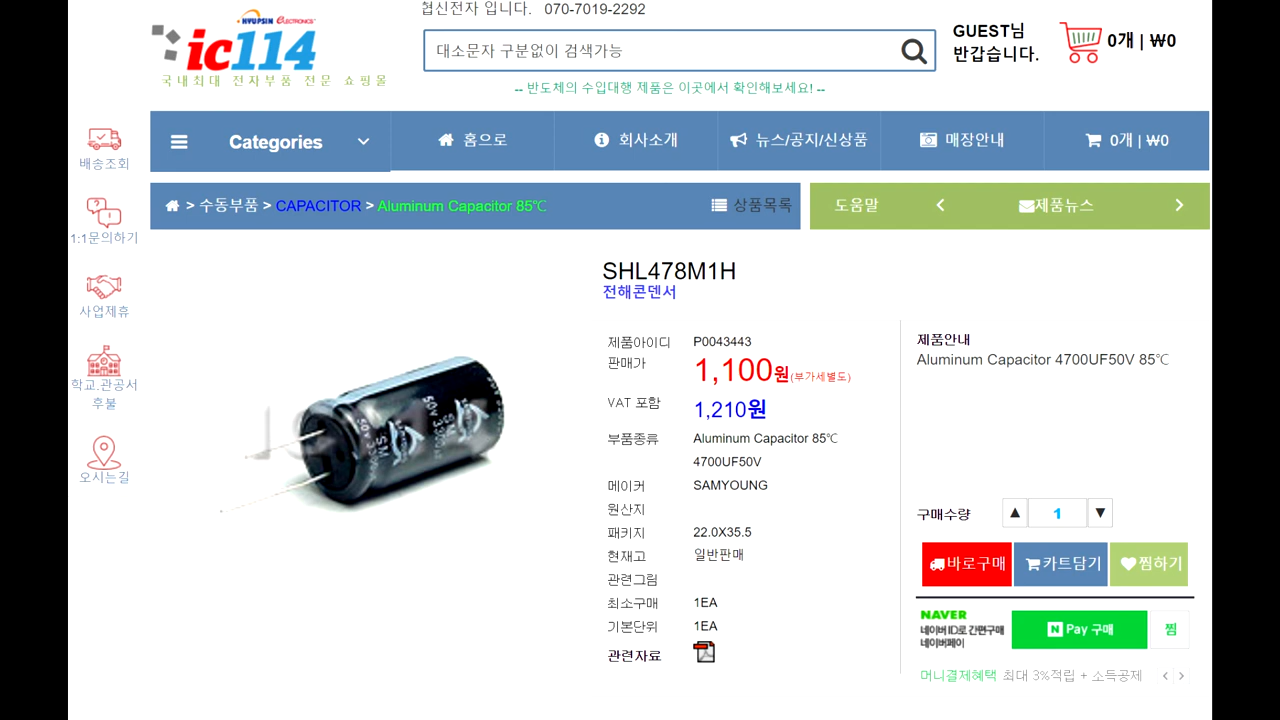 협신전자 입니다. 070-7019-2292
HYUPSIN ELECTRONICS
ic114
국내최대 전자부품 전문 쇼핑몰
대소문자 구분없이 검색가능
GUEST님
반갑습니다.
0개 | ₩0
-- 반도체의 수입대행 제품은 이곳에서 확인해보세요! --
Categories 홈으로 회사소개 뉴스/공지/신상품 매장안내 0개 | ₩0
배송조회
1:1문의하기
사업제휴
학교.관공서
후불
오시는길
> 수동부품 > CAPACITOR > Aluminum Capacitor 85℃ 상품목록
도움말 제품뉴스
SHL478M1H
전해콘덴서
제품아이디 P0043443
판매가 1,100원(부가세별도)
VAT 포함 1,210원
부품종류 Aluminum Capacitor 85℃
4700UF50V
메이커 SAMYOUNG
원산지
패키지 22.0X35.5
현재고 일반판매
관련그림
최소구매 1EA
기본단위 1EA
관련자료
제품안내
Aluminum Capacitor 4700UF50V 85℃
구매수량 ▲ 1 ▼
바로구매 카트담기 찜하기
NAVER
네이버 ID로 간편구매
네이버페이
N Pay 구매 찜
머니결제혜택 최대 3%적립 + 소득공제